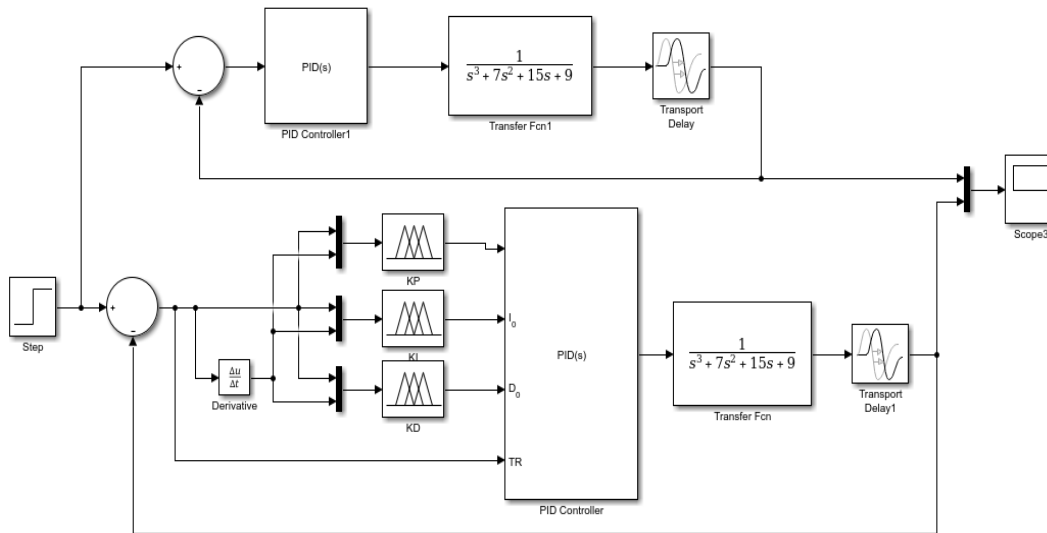 +
-
PID(s)
PID Controller1
1
s³ + 7s² + 15s + 9
Transfer Fcn1
Transport
Delay
Scope3
Step
+
-
Δu
Δt
Derivative
KP
KI
KD
I₀
D₀
TR
PID(s)
PID Controller
1
s³ + 7s² + 15s + 9
Transfer Fcn
Transport
Delay1